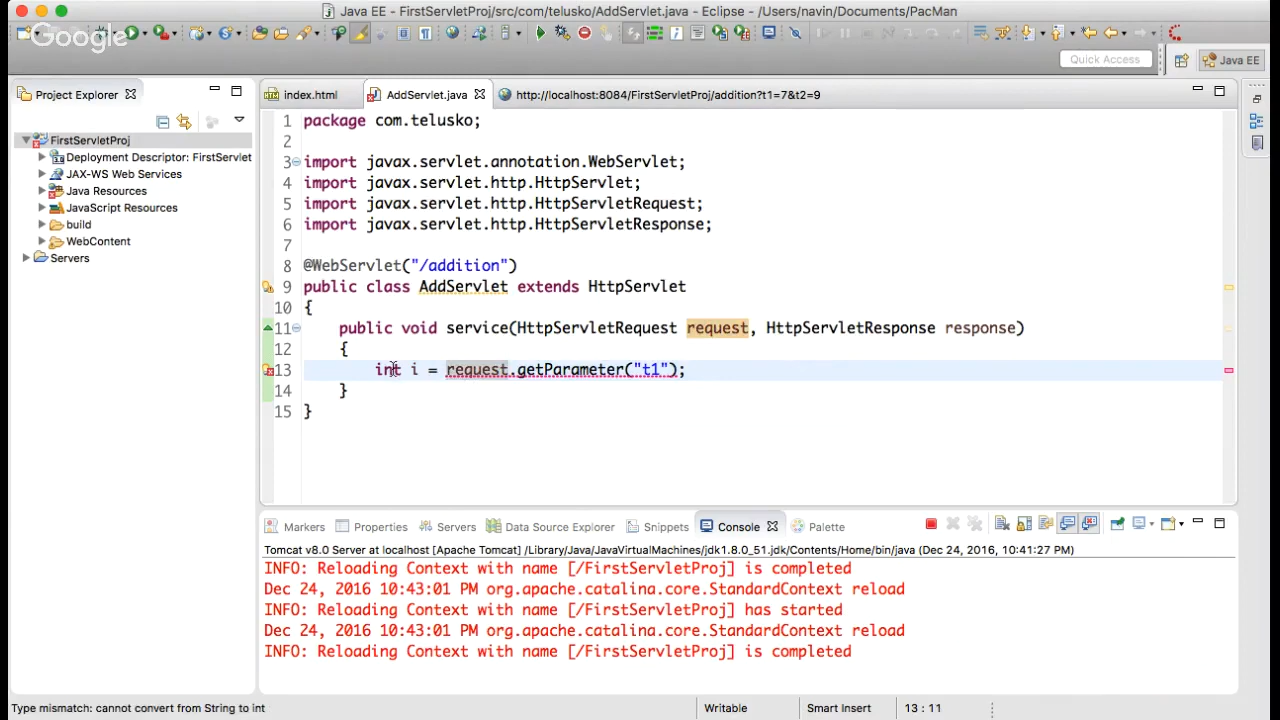 Java EE - FirstServletProj/src/com/telusko/AddServlet.java - Eclipse - /Users/navin/Documents/PacMan
Google
Quick Access
Java EE
Project Explorer
index.html
AddServlet.java
http://localhost:8084/FirstServletProj/addition?t1=7&t2=9
FirstServletProj
Deployment Descriptor: FirstServlet
JAX-WS Web Services
Java Resources
JavaScript Resources
build
WebContent
Servers
1 package com.telusko;
2
3 import javax.servlet.annotation.WebServlet;
4 import javax.servlet.http.HttpServlet;
5 import javax.servlet.http.HttpServletRequest;
6 import javax.servlet.http.HttpServletResponse;
7
8 @WebServlet("/addition")
9 public class AddServlet extends HttpServlet
10 {
11 public void service(HttpServletRequest request, HttpServletResponse response)
12 {
13 int i = request.getParameter("t1");
14 }
15 }
Markers
Properties
Servers
Data Source Explorer
Snippets
Console
Palette
Tomcat v8.0 Server at localhost [Apache Tomcat] /Library/Java/JavaVirtualMachines/jdk1.8.0_51.jdk/Contents/Home/bin/java (Dec 24, 2016, 10:41:27 PM)
INFO: Reloading Context with name [/FirstServletProj] is completed
Dec 24, 2016 10:43:01 PM org.apache.catalina.core.StandardContext reload
INFO: Reloading Context with name [/FirstServletProj] has started
Dec 24, 2016 10:43:01 PM org.apache.catalina.core.StandardContext reload
INFO: Reloading Context with name [/FirstServletProj] is completed
Type mismatch: cannot convert from String to int
Writable
Smart Insert
13 : 11